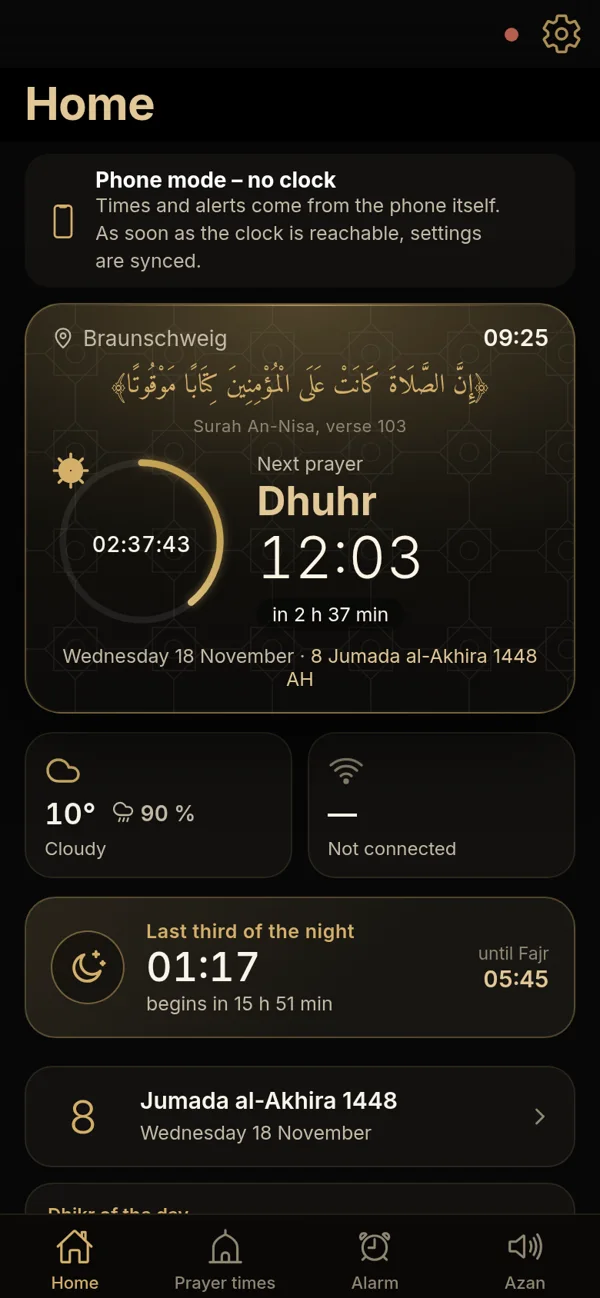 Home
Phone mode – no clock
Times and alerts come from the phone itself.
As soon as the clock is reachable, settings
are synced.
Braunschweig
09:25
﴿إِنَّ الصَّلَاةَ كَانَتْ عَلَى الْمُؤْمِنِينَ كِتَابًا مَوْقُوتًا﴾
Surah An-Nisa, verse 103
Next prayer
Dhuhr
02:37:43
12:03
in 2 h 37 min
Wednesday 18 November · 8 Jumada al-Akhira 1448
AH
10° 90 %
Cloudy
—
Not connected
Last third of the night
01:17
begins in 15 h 51 min
until Fajr
05:45
8
Jumada al-Akhira 1448
Wednesday 18 November
Dhikr of the day
Home
Prayer times
Alarm
Azan